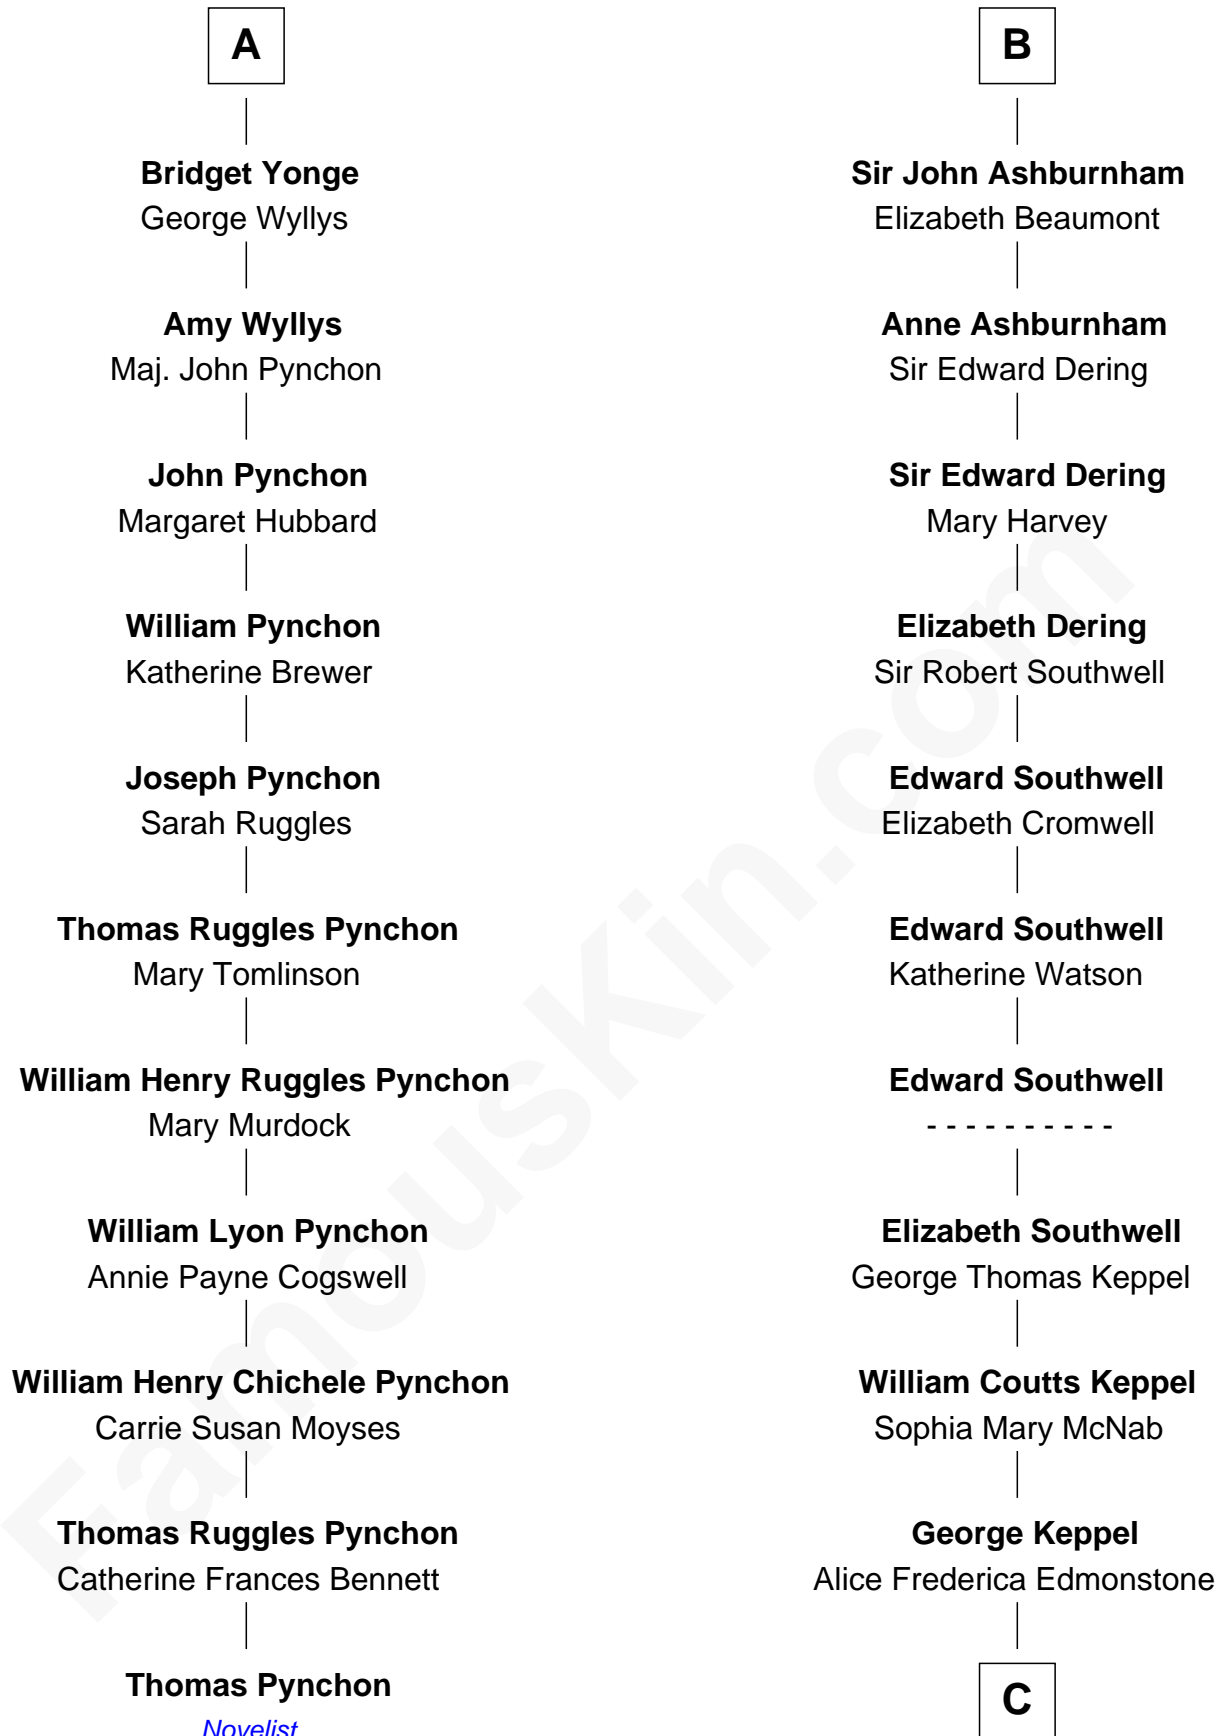 A
Bridget Yonge
George Wyllys
Amy Wyllys
Maj. John Pynchon
John Pynchon
Margaret Hubbard
William Pynchon
Katherine Brewer
Joseph Pynchon
Sarah Ruggles
Thomas Ruggles Pynchon
Mary Tomlinson
William Henry Ruggles Pynchon
Mary Murdock
William Lyon Pynchon
Annie Payne Cogswell
William Henry Chichele Pynchon
Carrie Susan Moyses
Thomas Ruggles Pynchon
Catherine Frances Bennett
Thomas Pynchon
Novelist
B
Sir John Ashburnham
Elizabeth Beaumont
Anne Ashburnham
Sir Edward Dering
Sir Edward Dering
Mary Harvey
Elizabeth Dering
Sir Robert Southwell
Edward Southwell
Elizabeth Cromwell
Edward Southwell
Katherine Watson
Edward Southwell
- - - - - - - - - -
Elizabeth Southwell
George Thomas Keppel
William Coutts Keppel
Sophia Mary McNab
George Keppel
Alice Frederica Edmonstone
C
FamousKin.com